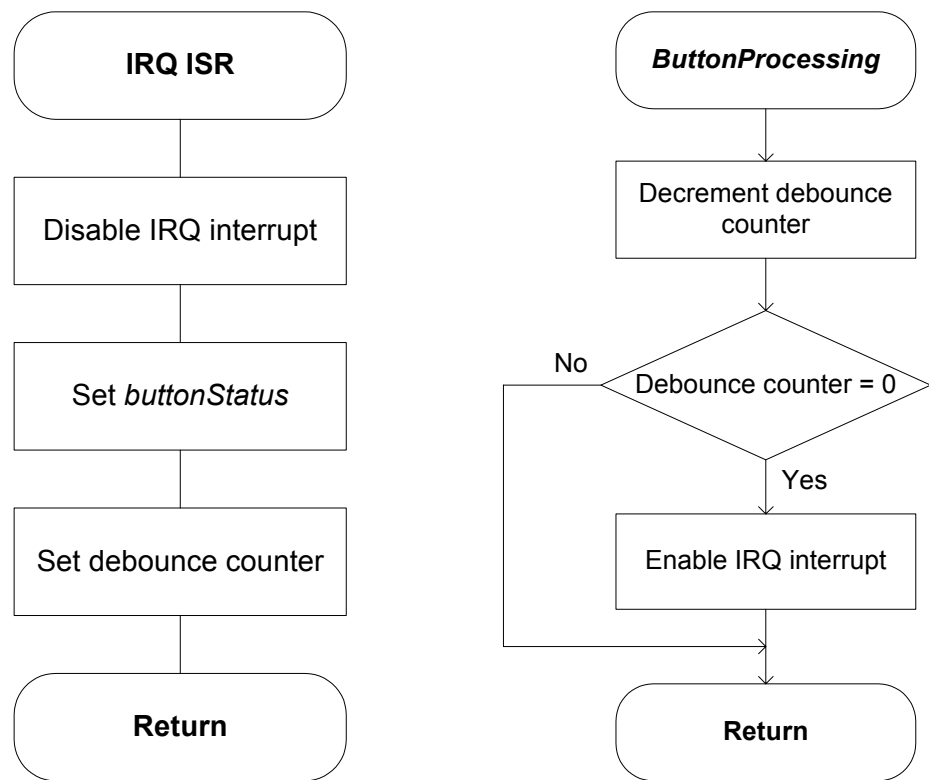 IRQ ISR
Disable IRQ interrupt
Set buttonStatus
Set debounce counter
Return
ButtonProcessing
Decrement debounce
counter
Debounce counter = 0
No
Yes
Enable IRQ interrupt
Return